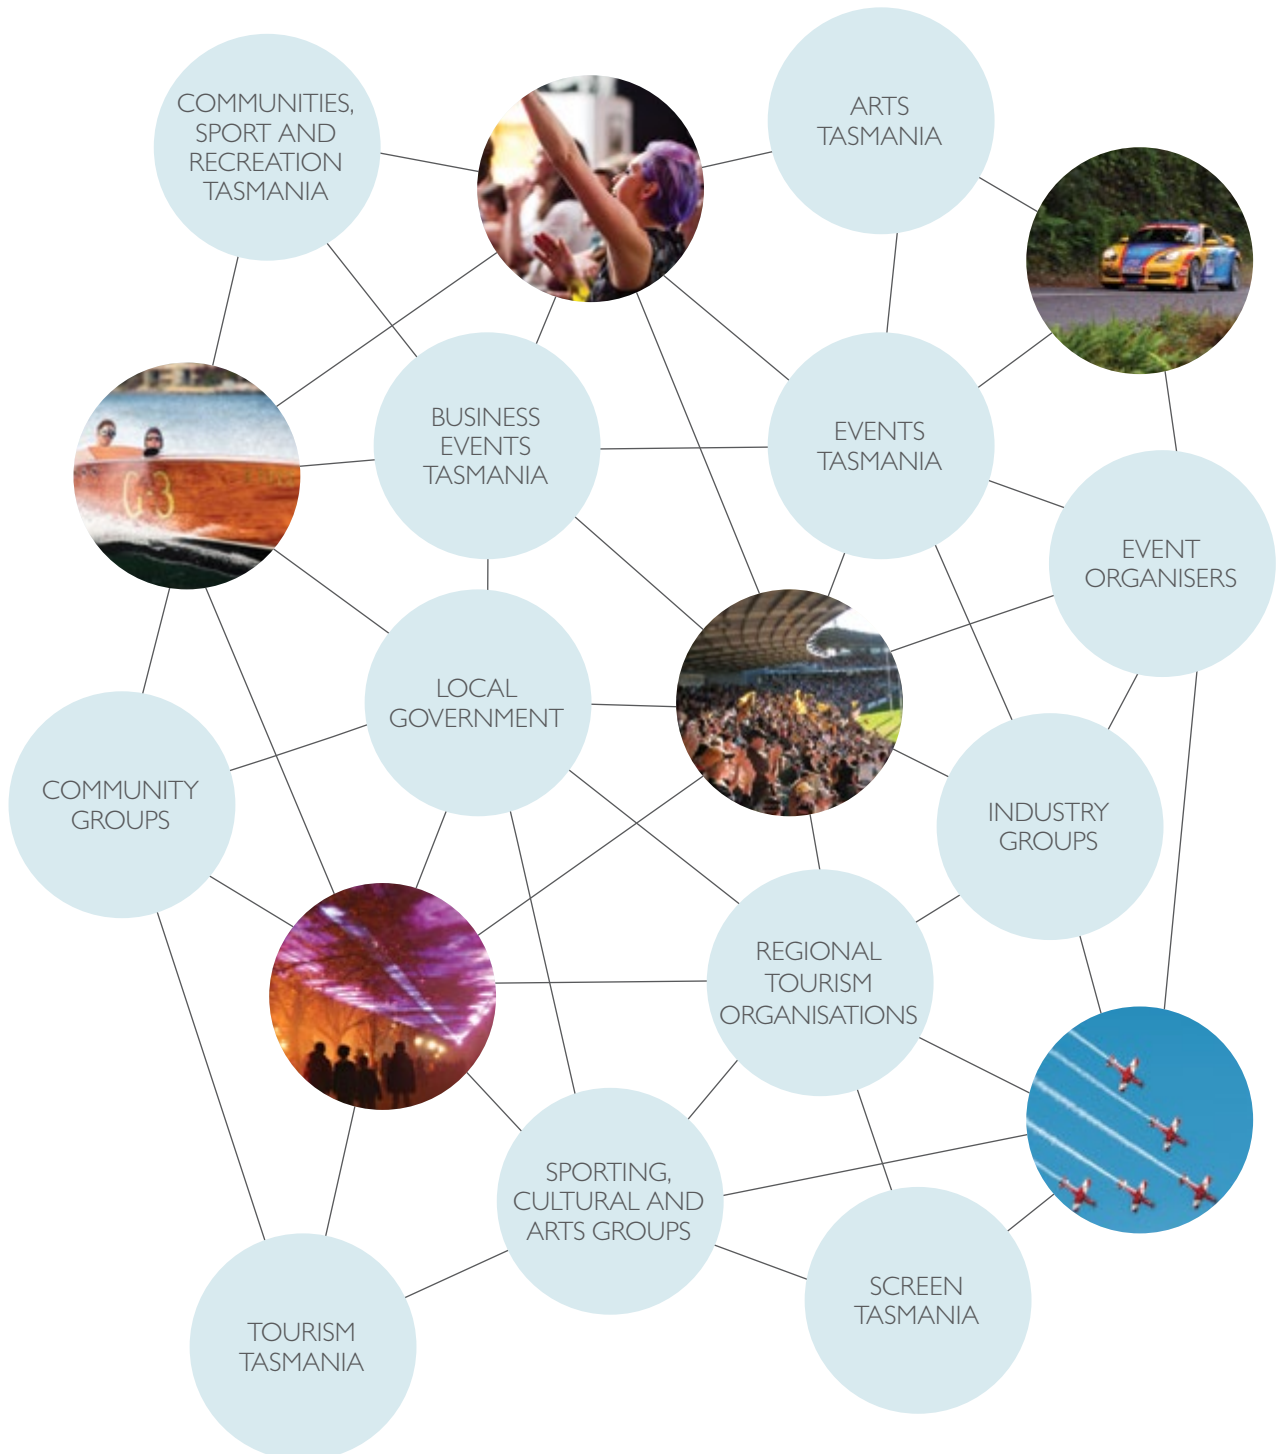 COMMUNITIES,
SPORT AND
RECREATION
TASMANIA
ARTS
TASMANIA
BUSINESS
EVENTS
TASMANIA
EVENTS
TASMANIA
G-3
EVENT
ORGANISERS
LOCAL
GOVERNMENT
COMMUNITY
GROUPS
INDUSTRY
GROUPS
REGIONAL
TOURISM
ORGANISATIONS
SPORTING,
CULTURAL AND
ARTS GROUPS
SCREEN
TASMANIA
TOURISM
TASMANIA